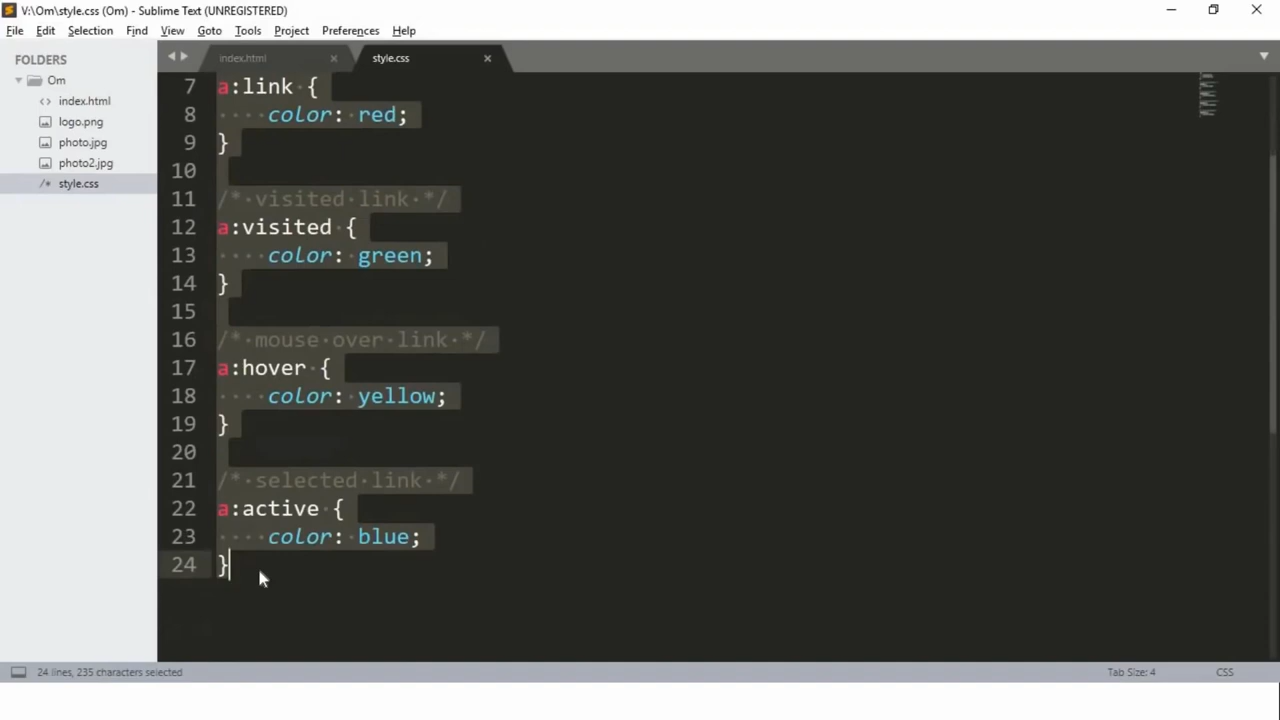 V:\Om\style.css (Om) - Sublime Text (UNREGISTERED)
File Edit Selection Find View Goto Tools Project Preferences Help
FOLDERS
Om
index.html
logo.png
photo.jpg
photo2.jpg
style.css
index.html
style.css
7 a:link {
8 color: red;
9 }
10
11 /* visited link */
12 a:visited {
13 color: green;
14 }
15
16 /* mouse over link */
17 a:hover {
18 color: yellow;
19 }
20
21 /* selected link */
22 a:active {
23 color: blue;
24 }
24 lines, 235 characters selected
Tab Size: 4
CSS